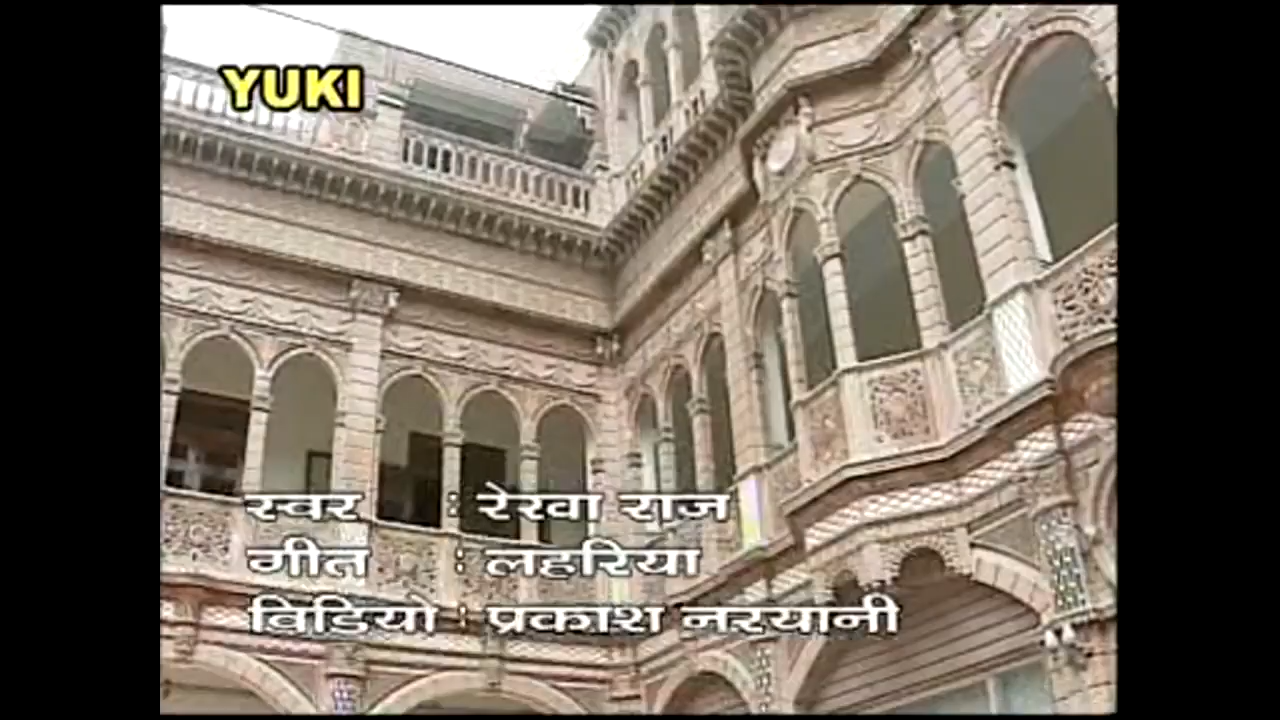 YUKI
स्वर : रेखा राज
गीत : लहरिया
विडियो : प्रकाश नरयानी